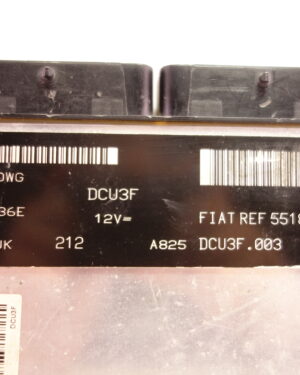 DWG
DCU3F
36E
12V=
FIAT REF 5518
UK 212 A825 DCU3F.003
DCU3F